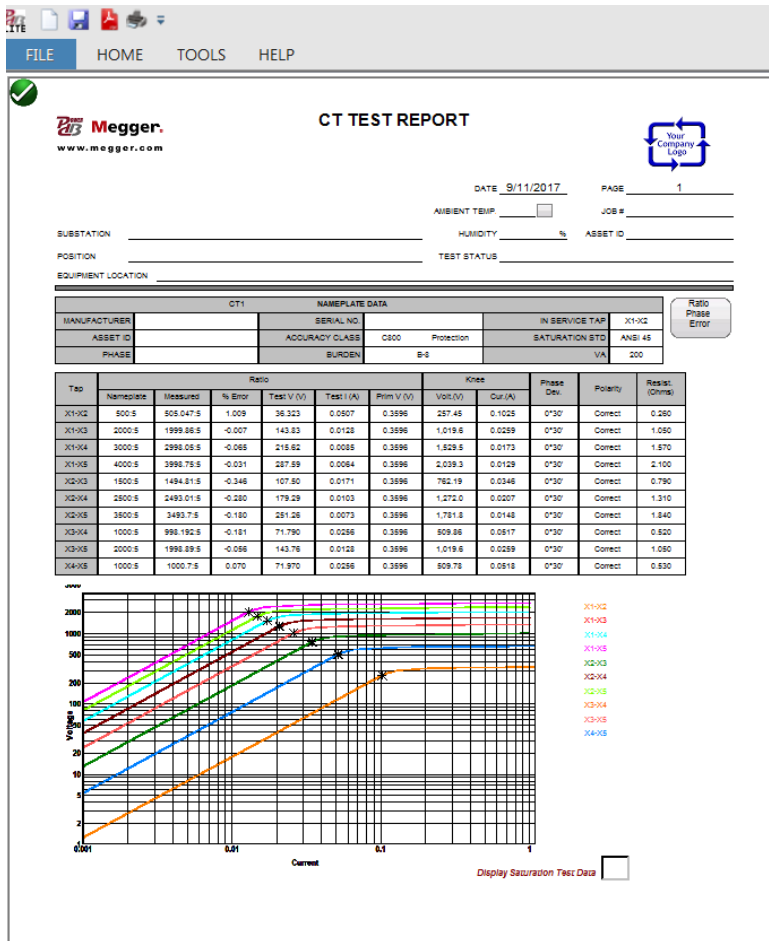 LITE
FILE HOME TOOLS HELP
Megger.
www.megger.com
CT TEST REPORT
Your
Company
Logo
DATE 9/11/2017 PAGE 1
AMBIENT TEMP. JOB #
SUBSTATION HUMIDITY % ASSET ID
POSITION TEST STATUS
EQUIPMENT LOCATION
CT1 NAMEPLATE DATA
MANUFACTURER SERIAL NO. IN SERVICE TAP X1-X2
ASSET ID ACCURACY CLASS C800 Protection SATURATION STD ANSI 45
PHASE BURDEN B-8 VA 200
Ratio
Phase
Error
Tap Ratio Knee Phase Dev. Polarity Resist. (Ohms)
Nameplate Measured % Error Test V (V) Test I (A) Prim V (V) Volt.(V) Cur.(A)
X1-X2 500:5 505.047:5 1.009 36.323 0.0507 0.3596 257.45 0.1025 0°30' Correct 0.260
X1-X3 2000:5 1999.86:5 -0.007 143.83 0.0128 0.3596 1,019.6 0.0259 0°30' Correct 1.050
X1-X4 3000:5 2998.05:5 -0.065 215.62 0.0085 0.3596 1,529.5 0.0173 0°30' Correct 1.570
X1-X5 4000:5 3998.75:5 -0.031 287.59 0.0064 0.3596 2,039.3 0.0129 0°30' Correct 2.100
X2-X3 1500:5 1494.81:5 -0.346 107.50 0.0171 0.3596 762.19 0.0346 0°30' Correct 0.790
X2-X4 2500:5 2493.01:5 -0.280 179.29 0.0103 0.3596 1,272.0 0.0207 0°30' Correct 1.310
X2-X5 3500:5 3493.7:5 -0.180 251.26 0.0073 0.3596 1,781.8 0.0148 0°30' Correct 1.840
X3-X4 1000:5 998.192:5 -0.181 71.790 0.0256 0.3596 509.86 0.0517 0°30' Correct 0.520
X3-X5 2000:5 1998.89:5 -0.056 143.76 0.0128 0.3596 1,019.6 0.0259 0°30' Correct 1.050
X4-X5 1000:5 1000.7:5 0.070 71.970 0.0256 0.3596 509.78 0.0518 0°30' Correct 0.530
2000
1000
500
200
100
50
20
10
5
2
1
Voltage
0.001 0.01 0.1 1
Current
X1-X2
X1-X3
X1-X4
X1-X5
X2-X3
X2-X4
X2-X5
X3-X4
X3-X5
X4-X5
Display Saturation Test Data